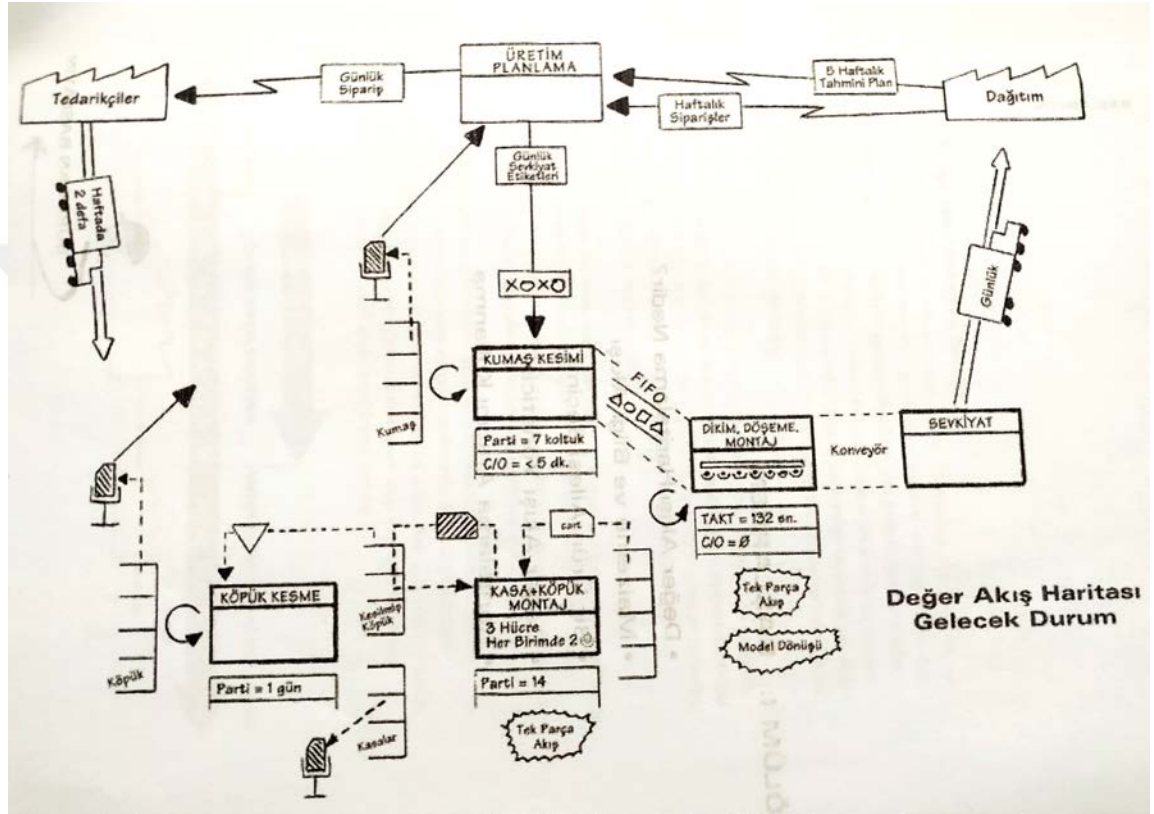 ÜRETİM
PLANLAMA
Tedarikçiler
Günlük
Sipariş
5 Haftalık
Tahmini Plan
Haftalık
Siparişler
Dağıtım
Günlük
Sevkiyat
Etiketleri
Haftada
2 defa
Günlük
XOXO
KUMAŞ KESİMİ
Parti = 7 koltuk
C/O = < 5 dk.
Kumaş
FIFO
DİKİM, DÖŞEME,
MONTAJ
TAKT = 132 sn.
C/O = Ø
Konveyör
SEVKİYAT
Tek Parça
Akış
Model Dönüşü
Değer Akış Haritası
Gelecek Durum
KÖPÜK KESME
Parti = 1 gün
Köpük
Kesilmiş
Köpük
Kasalar
cart
KASA+KÖPÜK
MONTAJ
3 Hücre
Her Birimde 2
Parti = 14
Tek Parça
Akış